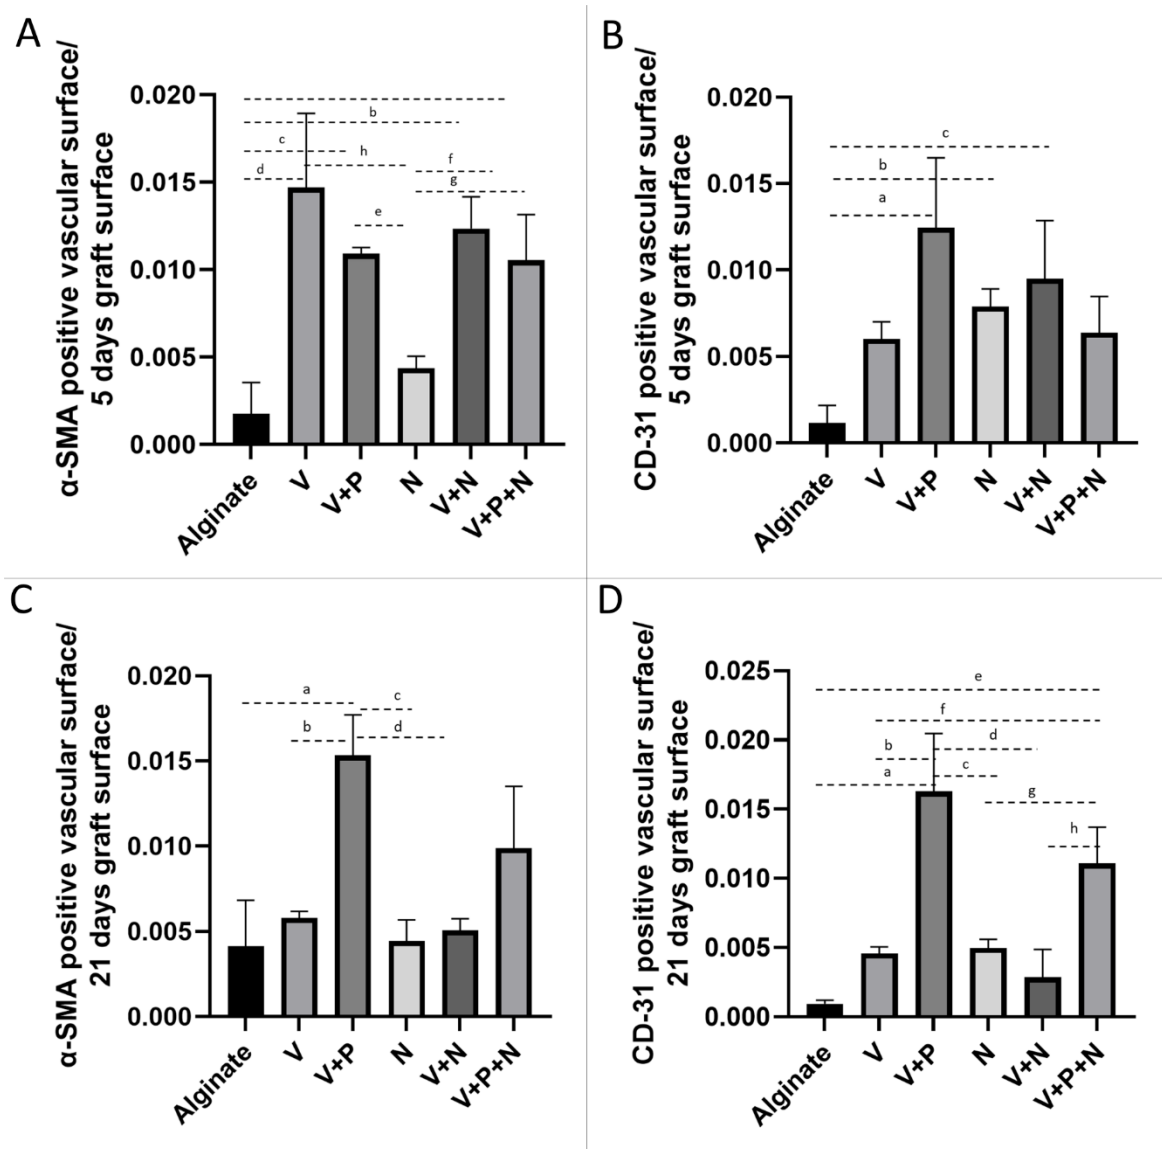 A
α-SMA positive vascular surface/
5 days graft surface
0.020
0.015
0.010
0.005
0.000
b
c
h
f
d
g
e
Alginate
V
V+P
N
V+N
V+P+N
B
CD-31 positive vascular surface/
5 days graft surface
0.020
0.015
0.010
0.005
0.000
c
b
a
Alginate
V
V+P
N
V+N
V+P+N
C
α-SMA positive vascular surface/
21 days graft surface
0.020
0.015
0.010
0.005
0.000
a
c
b
d
Alginate
V
V+P
N
V+N
V+P+N
D
CD-31 positive vascular surface/
21 days graft surface
0.025
0.020
0.015
0.010
0.005
0.000
e
f
b
d
a
c
g
h
Alginate
V
V+P
N
V+N
V+P+N